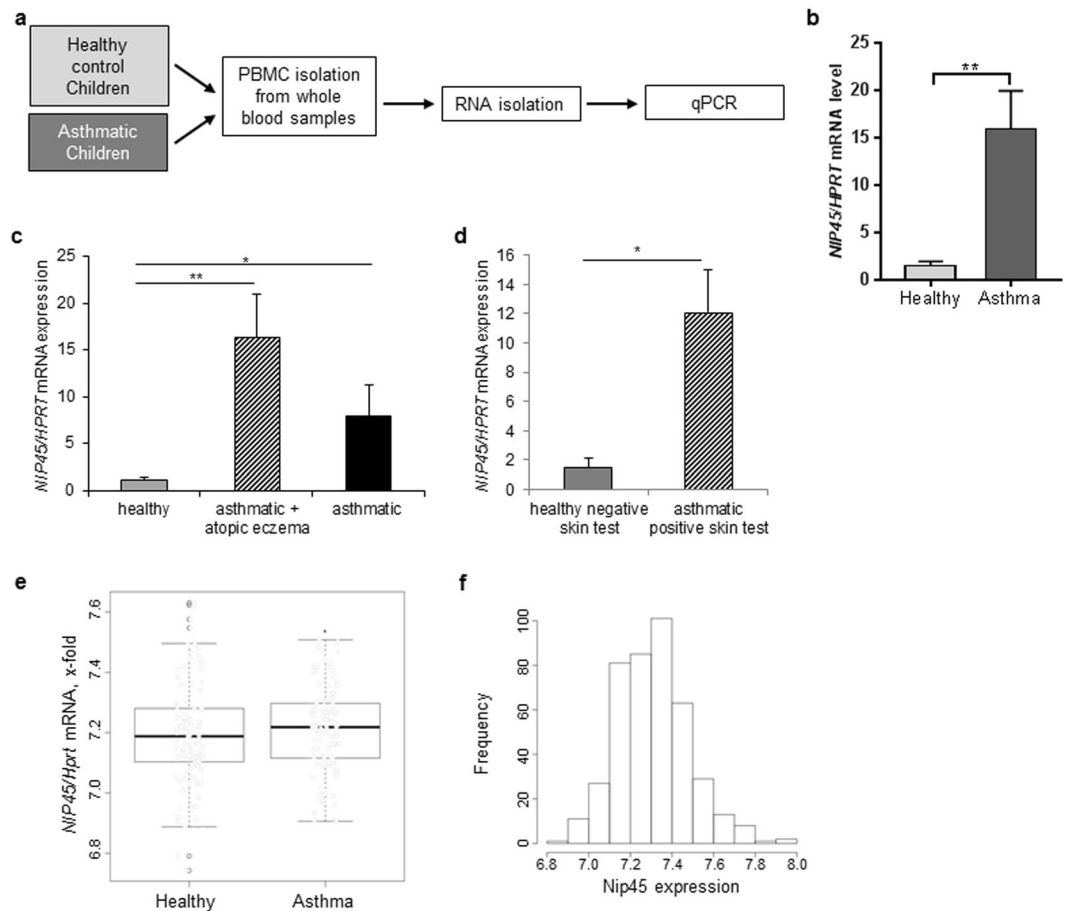 a
Healthy
control
Children
Asthmatic
Children
PBMC isolation
from whole
blood samples
RNA isolation
qPCR
b
NIP45/HPRT mRNA level
25
20
15
10
5
0
**
Healthy
Asthma
c
NIP45/HPRT mRNA expression
25
20
15
10
5
0
*
**
healthy
asthmatic +
atopic eczema
asthmatic
d
NIP45/HPRT mRNA expression
16
14
12
10
8
6
4
2
0
*
healthy negative
skin test
asthmatic
positive skin test
e
NIP45/Hprt mRNA, x-fold
7.6
7.4
7.2
7.0
6.8
Healthy
Asthma
f
Frequency
100
80
60
40
20
0
6.8 7.0 7.2 7.4 7.6 7.8 8.0
Nip45 expression